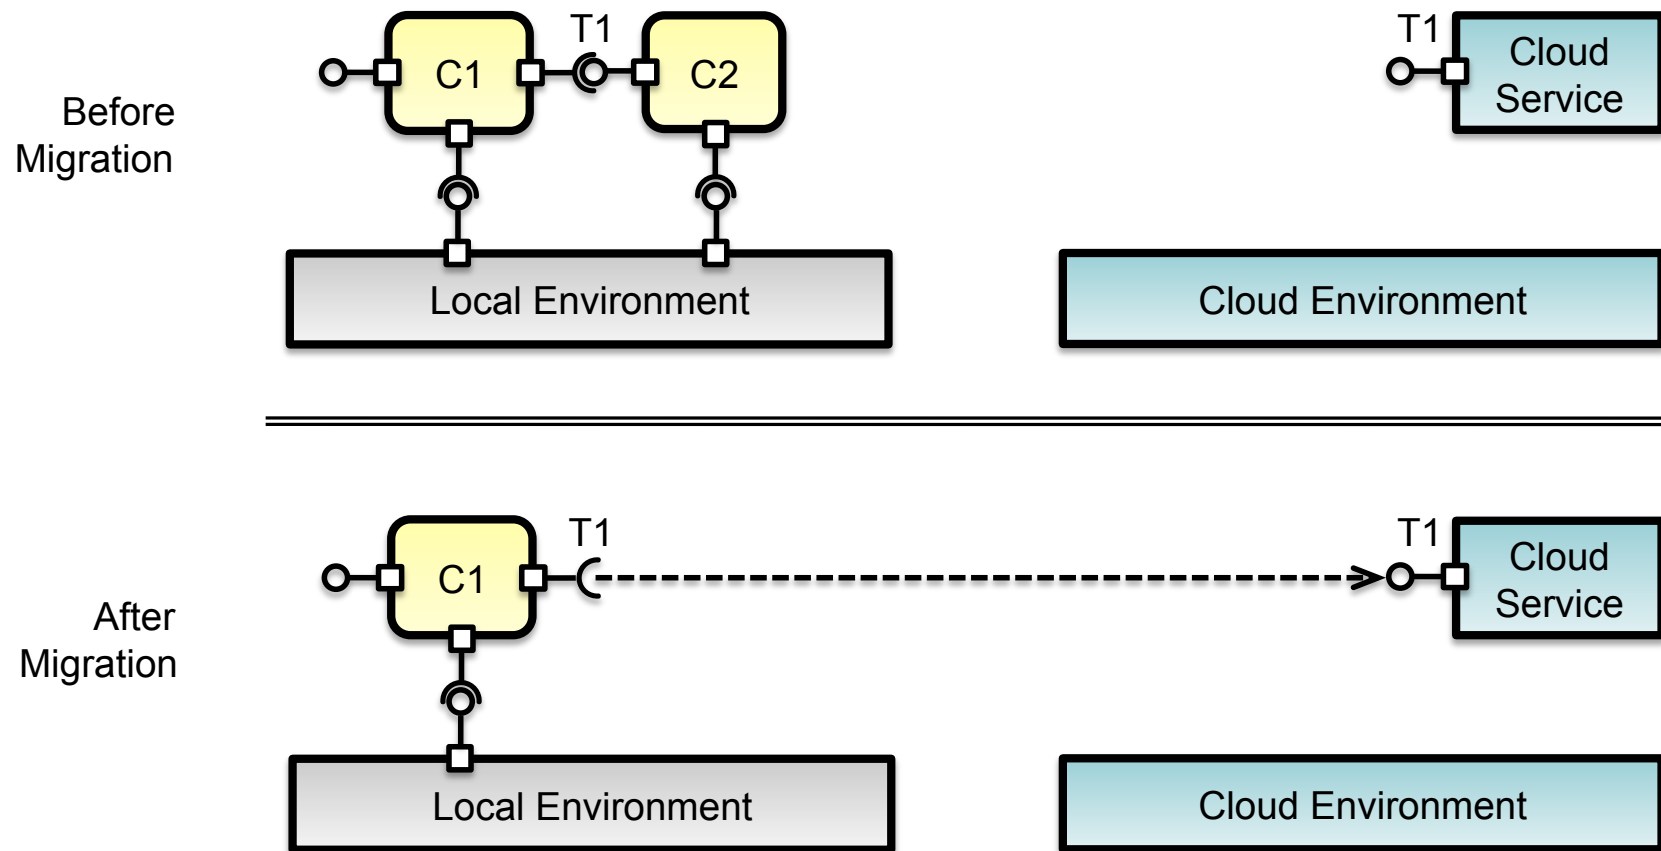 T1
T1
C1
C2
Cloud
Service
Before
Migration
Local Environment
Cloud Environment
T1
T1
C1
Cloud
Service
After
Migration
Local Environment
Cloud Environment